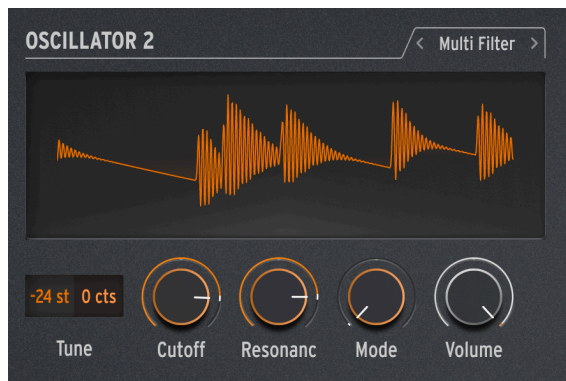 OSCILLATOR 2
< Multi Filter >
-24 st 0 cts
Tune Cutoff Resonanc Mode Volume